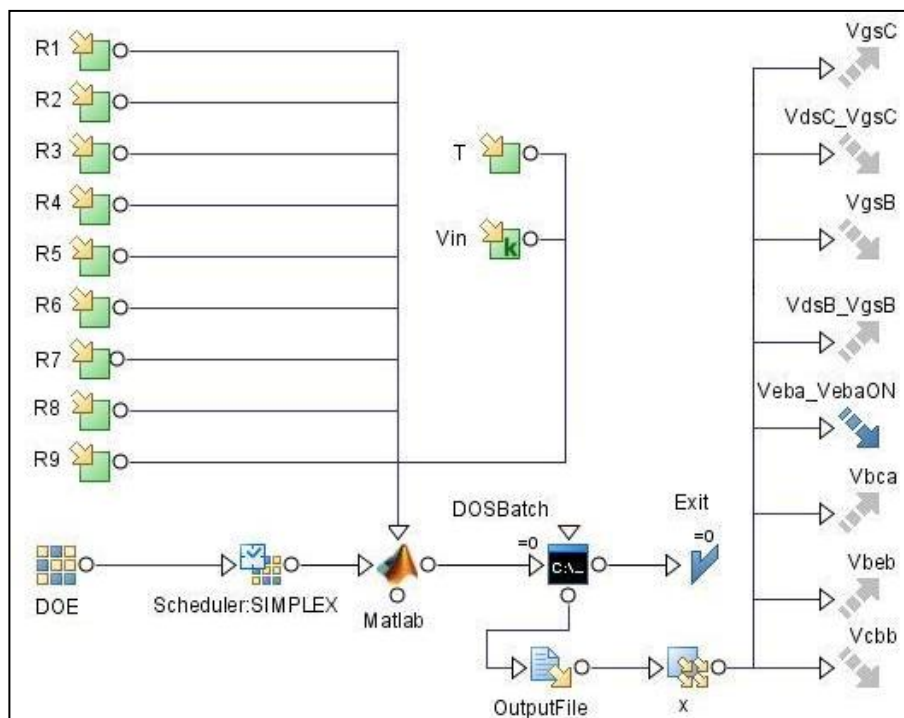 R1
R2
R3
R4
R5
R6
R7
R8
R9
T
Vin
k
DOE
Scheduler:SIMPLEX
Matlab
DOSBatch
=0
C:\_
Exit
=0
OutputFile
x
VgsC
VdsC_VgsC
VgsB
VdsB_VgsB
Veba_VebaON
Vbca
Vbeb
Vcbb